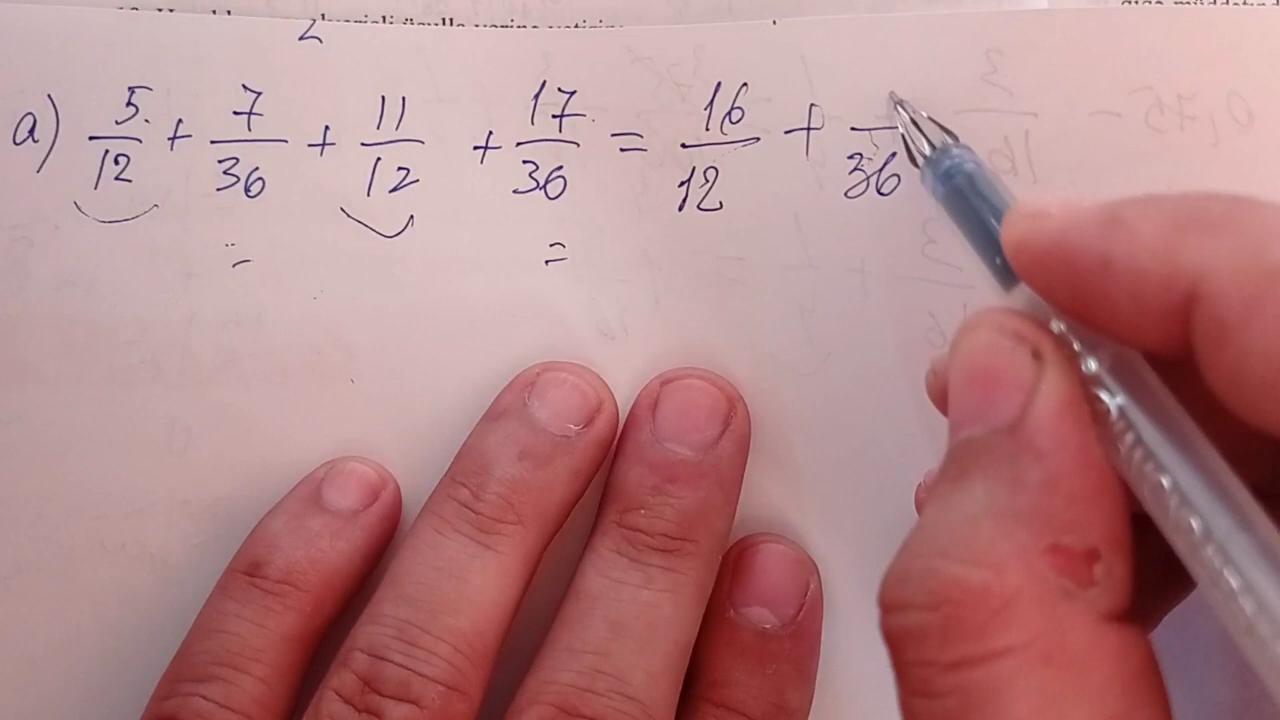 a) 5/12 + 7/36 + 11/12 + 17/36 = 16/12 + /36